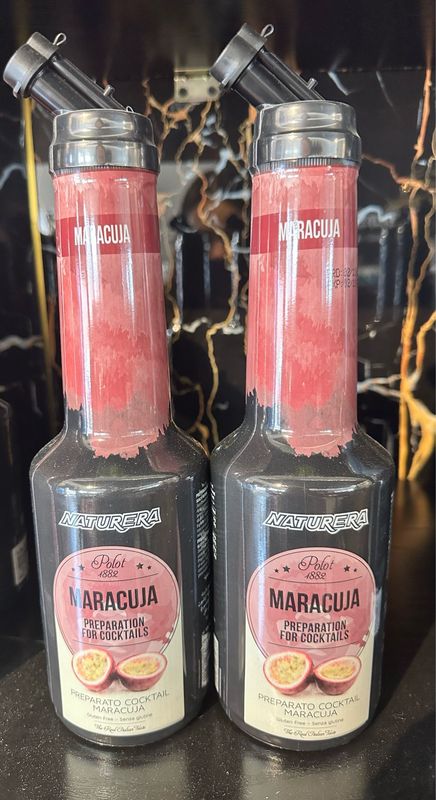 MARACUJA
NATURERA
Polot
1882
MARACUJA
PREPARATION
FOR COCKTAILS
PREPARATO COCKTAIL
MARACUJA
Gluten Free - Senza glutine
The Real Italian Taste
MARACUJA
NATURERA
Polot
1882
MARACUJA
PREPARATION
FOR COCKTAILS
PREPARATO COCKTAIL
MARACUJA
Gluten Free - Senza glutine
The Real Italian Taste